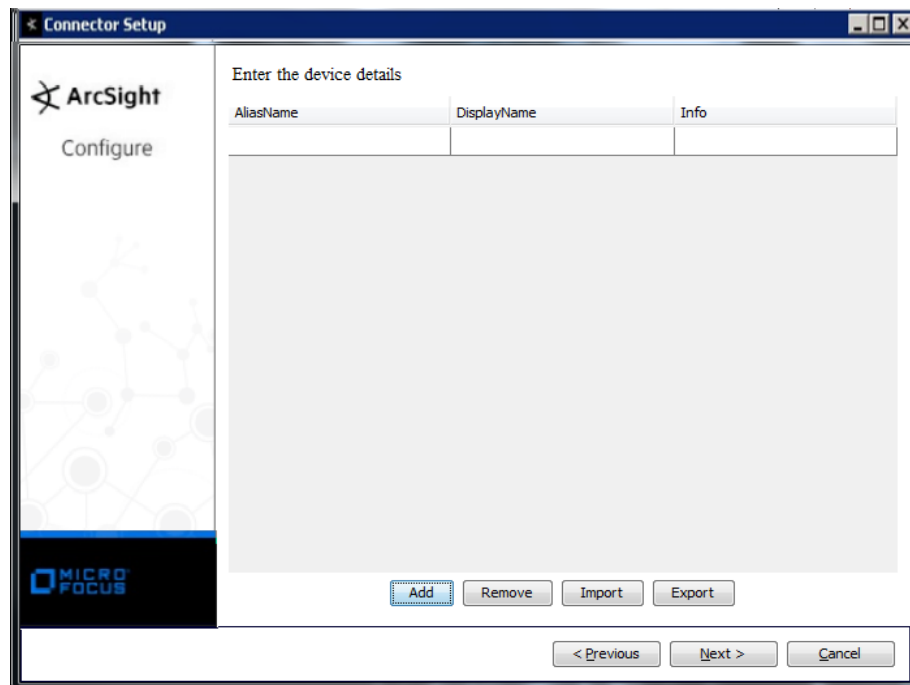 Connector Setup
ArcSight
Configure
Enter the device details
AliasName DisplayName Info
MICRO
FOCUS
Add Remove Import Export
< Previous Next > Cancel